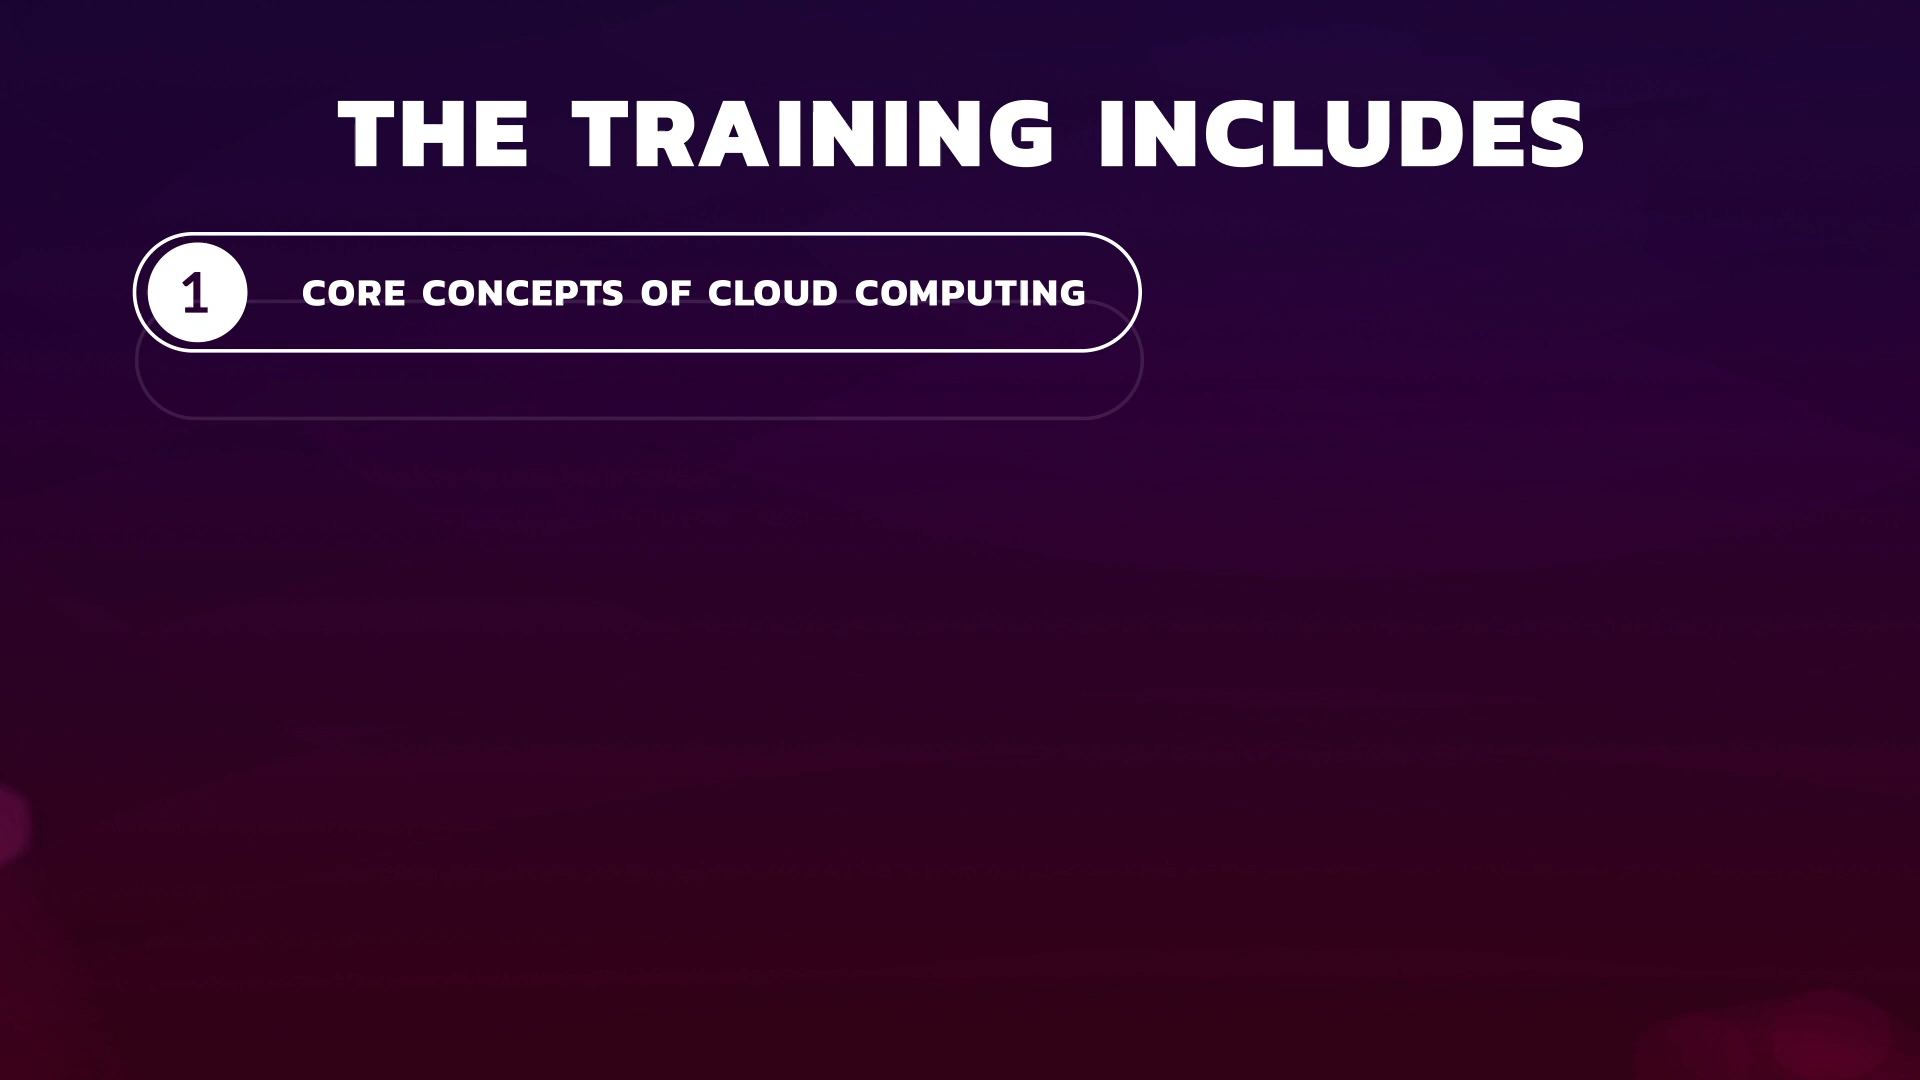 THE TRAINING INCLUDES
1 CORE CONCEPTS OF CLOUD COMPUTING